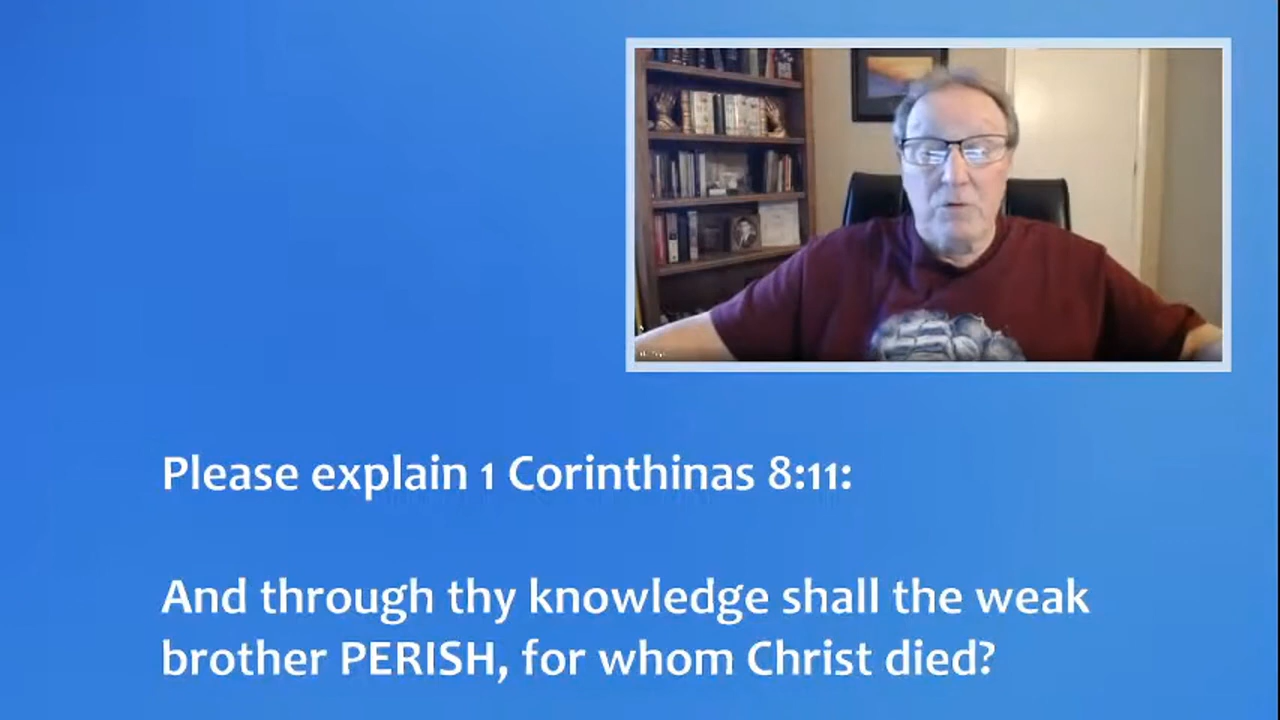 Please explain 1 Corinthinas 8:11:
And through thy knowledge shall the weak
brother PERISH, for whom Christ died?